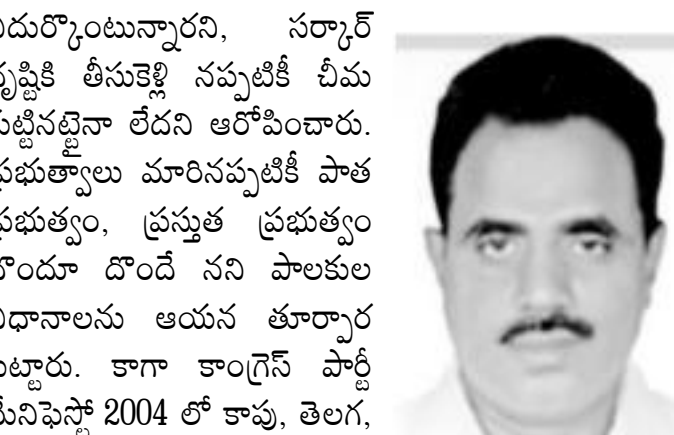 ఎదుర్కొంటున్నారని, సర్కార్
దృష్టికి తీసుకెళ్లి నప్పటికీ చీమ
కుట్టినట్టైనా లేదని ఆరోపించారు.
ప్రభుత్వాలు మారినప్పటికీ పాత
ప్రభుత్వం, ప్రస్తుత ప్రభుత్వం
దొందూ దొందే నని పాలకుల
విధానాలను ఆయన తూర్పార
పట్టారు. కాగా కాంగ్రెస్ పార్టీ
మేనిఫెస్టో 2004 లో కాపు, తెలగ,